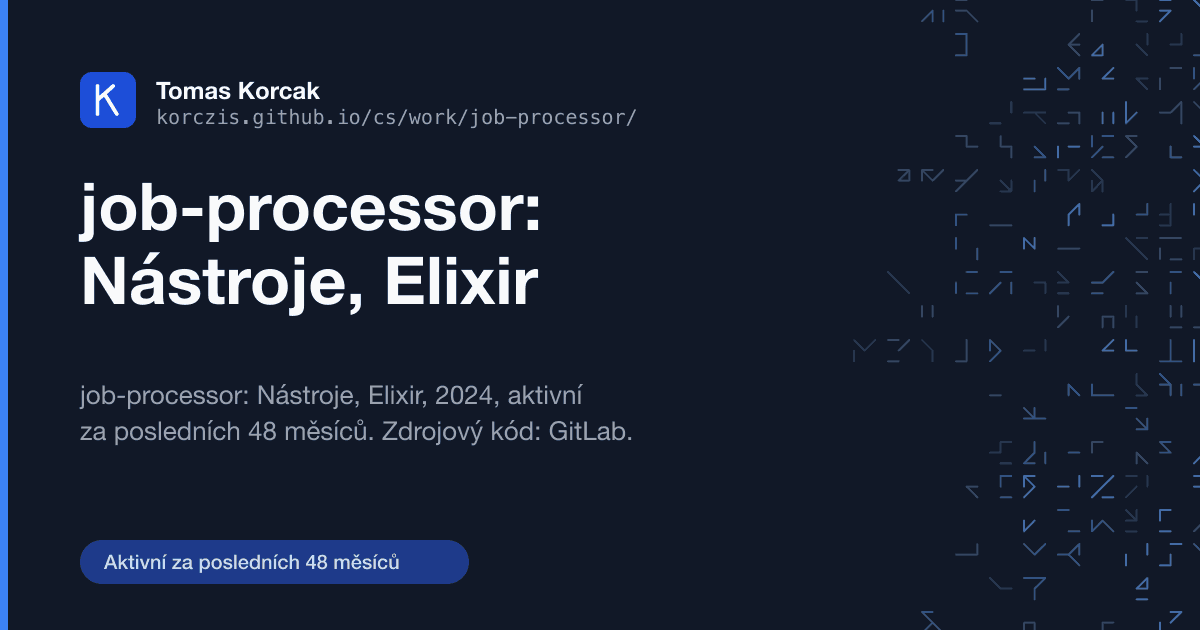 K
Tomas Korcak
korczis.github.io/cs/work/job-processor/
job-processor:
Nástroje, Elixir
job-processor: Nástroje, Elixir, 2024, aktivní
za posledních 48 měsíců. Zdrojový kód: GitLab.
Aktivní za posledních 48 měsíců